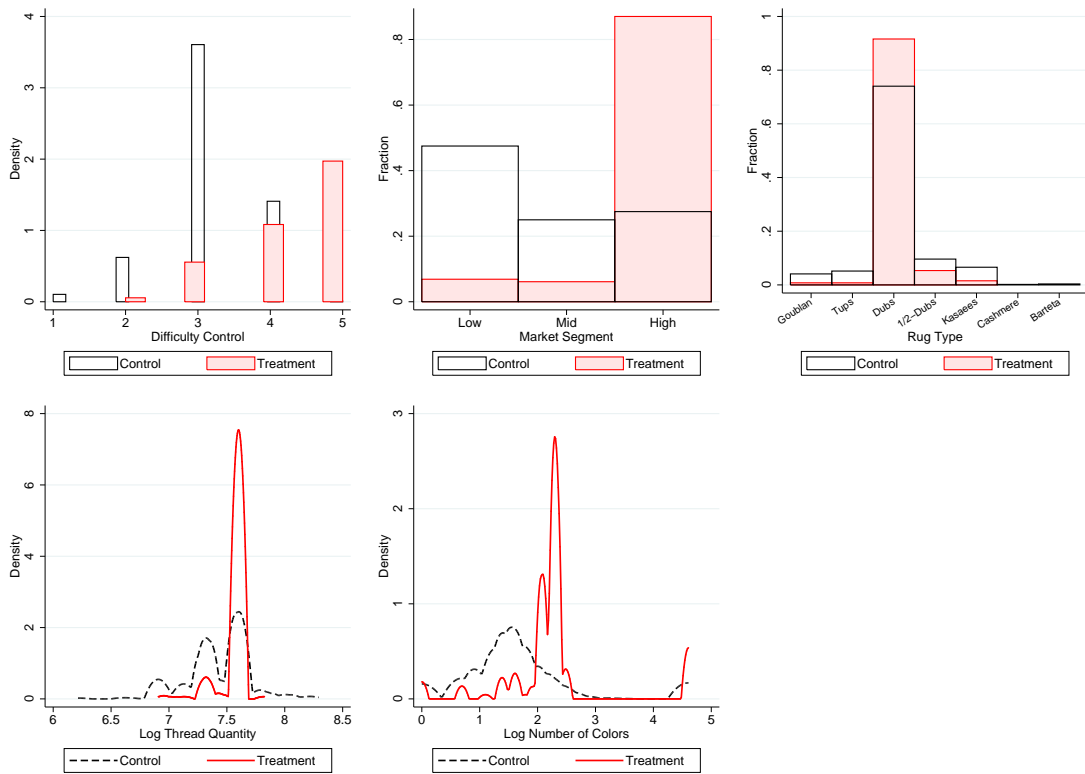 Density
0 1 2 3 4
1 2 3 4 5
Difficulty Control
Control Treatment
Fraction
0 .2 .4 .6 .8
Low Mid High
Market Segment
Control Treatment
Fraction
0 .2 .4 .6 .8 1
Goublan Tups Dubs 1/2-Dubs Kasaees Cashmere Barteta
Rug Type
Control Treatment
Density
0 2 4 6 8
6 6.5 7 7.5 8 8.5
Log Thread Quantity
Control Treatment
Density
0 1 2 3
0 1 2 3 4 5
Log Number of Colors
Control Treatment